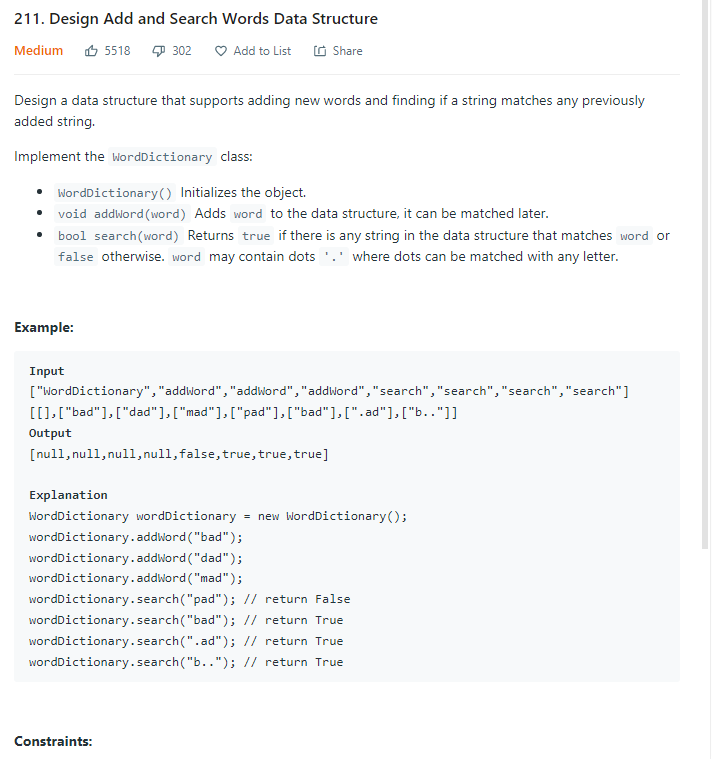 211. Design Add and Search Words Data Structure
Medium 5518 302 Add to List Share
Design a data structure that supports adding new words and finding if a string matches any previously
added string.
Implement the WordDictionary class:
• WordDictionary() Initializes the object.
• void addWord(word) Adds word to the data structure, it can be matched later.
• bool search(word) Returns true if there is any string in the data structure that matches word or
false otherwise. word may contain dots '.' where dots can be matched with any letter.
Example:
Input
["WordDictionary","addWord","addWord","addWord","search","search","search","search"]
[[],["bad"],["dad"],["mad"],["pad"],["bad"],[".ad"],["b.."]]
Output
[null,null,null,null,false,true,true,true]
Explanation
WordDictionary wordDictionary = new WordDictionary();
wordDictionary.addWord("bad");
wordDictionary.addWord("dad");
wordDictionary.addWord("mad");
wordDictionary.search("pad"); // return False
wordDictionary.search("bad"); // return True
wordDictionary.search(".ad"); // return True
wordDictionary.search("b.."); // return True
Constraints: